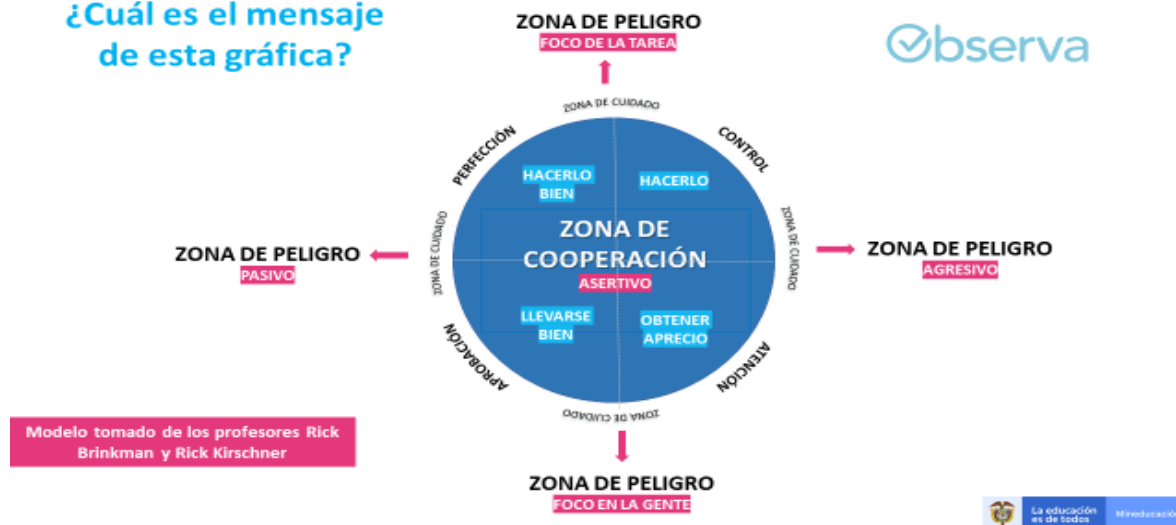 ¿Cuál es el mensaje
de esta gráfica?
ZONA DE PELIGRO
FOCO DE LA TAREA
Observa
ZONA DE CUIDADO
PERFECCIÓN
CONTROL
HACERLO
BIEN
HACERLO
ZONA DE CUIDADO
ZONA DE CUIDADO
ZONA DE PELIGRO
PASIVO
ZONA DE
COOPERACIÓN
ASERTIVO
ZONA DE PELIGRO
AGRESIVO
LLEVARSE
BIEN
OBTENER
APRECIO
APROBACIÓN
ATENCIÓN
ZONA DE CUIDADO
Modelo tomado de los profesores Rick
Brinkman y Rick Kirschner
ZONA DE PELIGRO
FOCO EN LA GENTE
La educación
es de todos
Mineducación